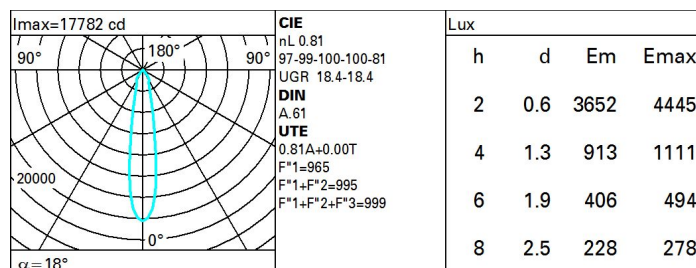 Imax=17782 cd
90°
180°
90°
20000
0°
α=18°
CIE
nL 0.81
97-99-100-100-81
UGR 18.4-18.4
DIN
A.61
UTE
0.81A+0.00T
F"1=965
F"1+F"2=995
F"1+F"2+F"3=999
Lux
h d Em Emax
2 0.6 3652 4445
4 1.3 913 1111
6 1.9 406 494
8 2.5 228 278